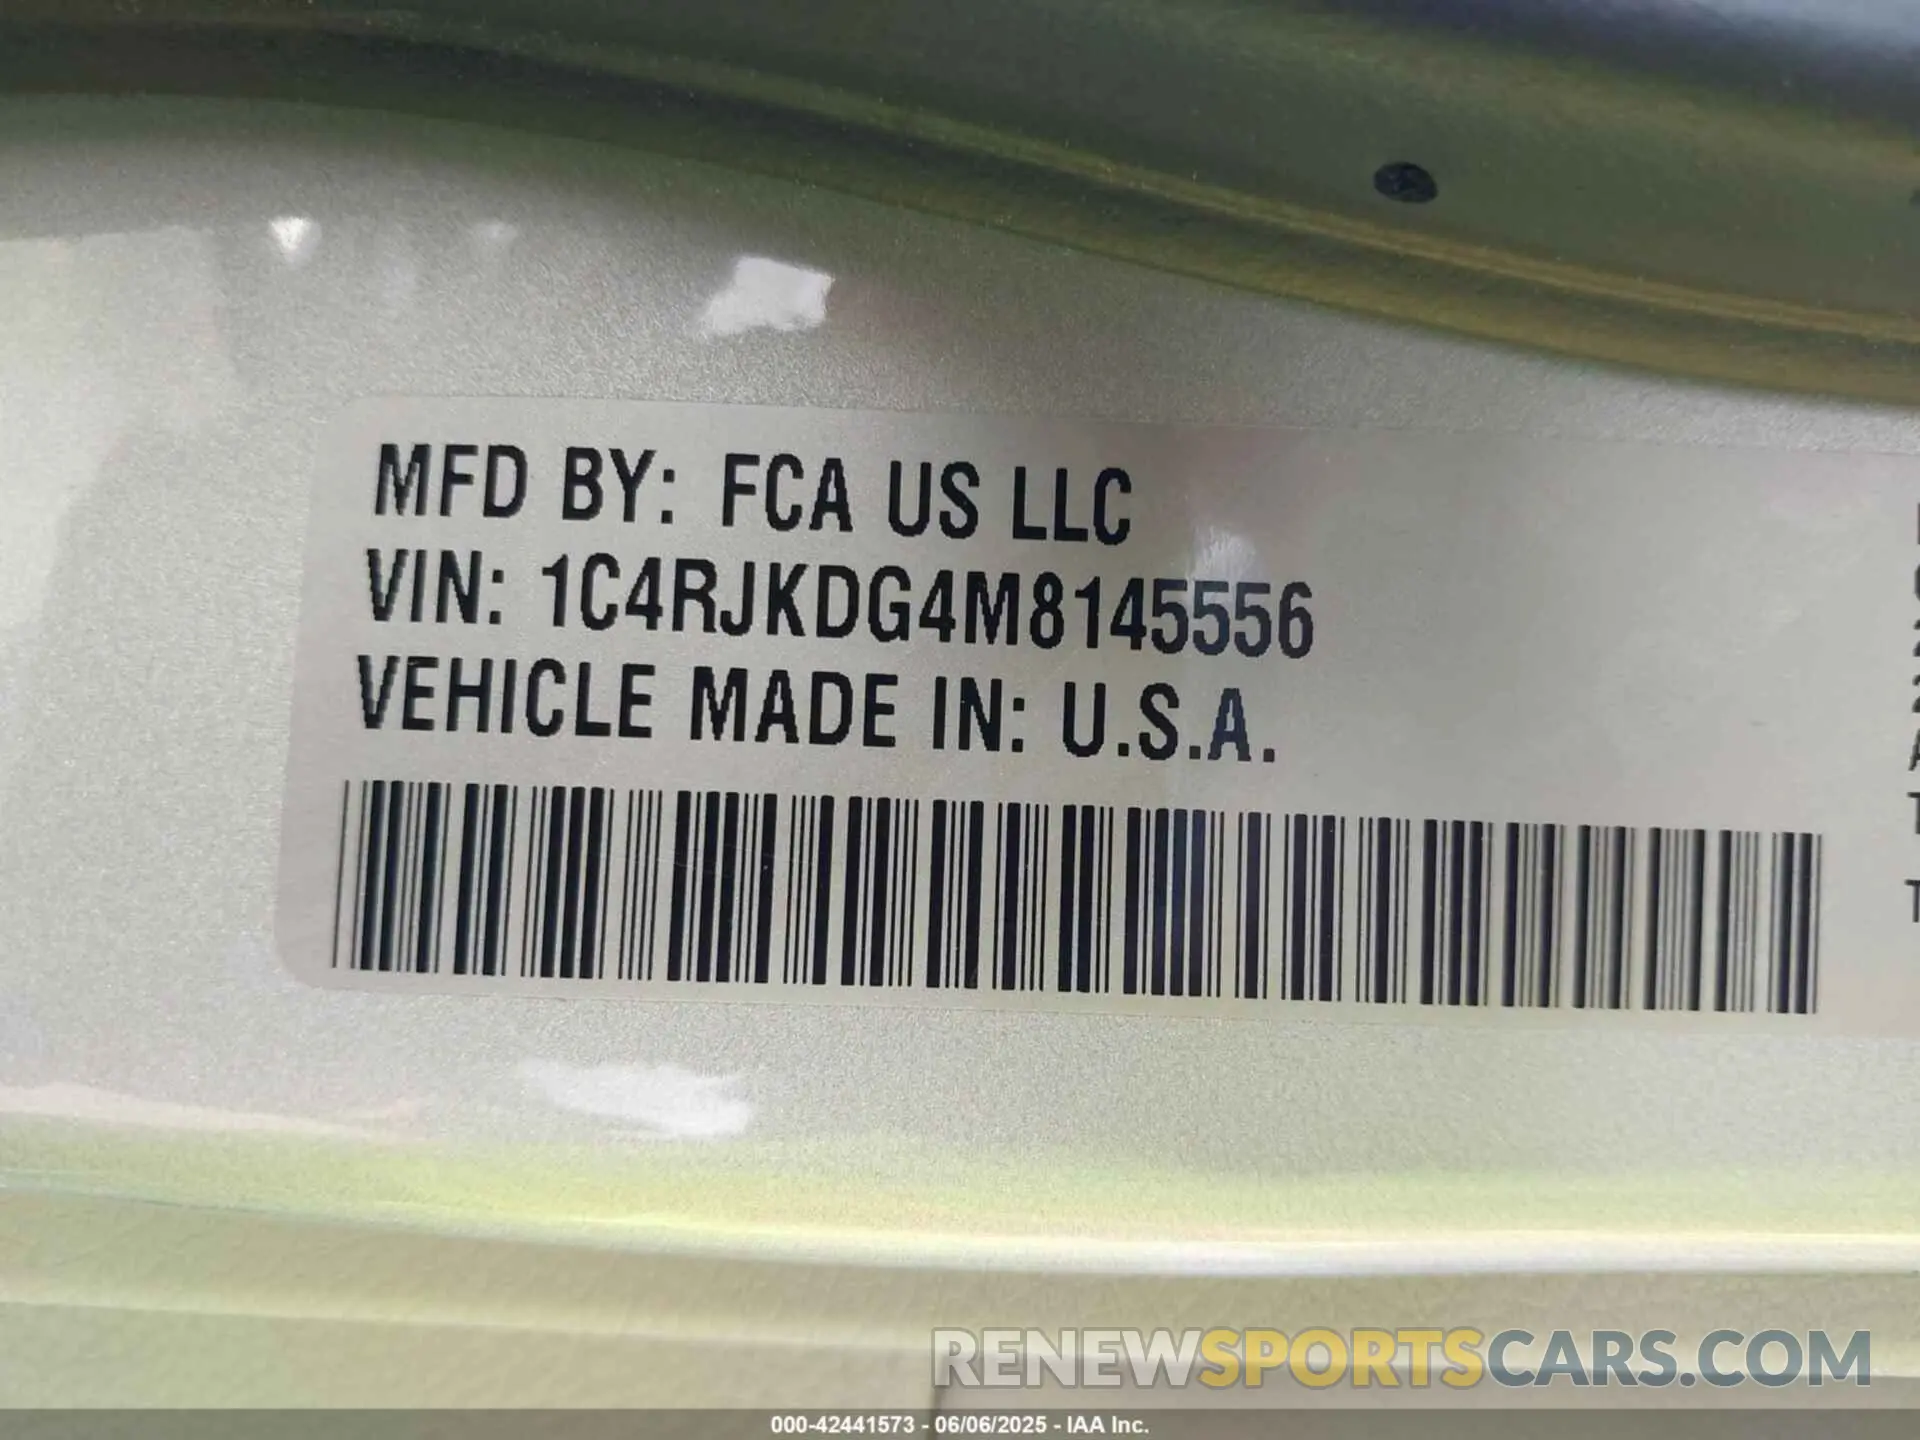 MFD BY: FCA US LLC
VIN: 1C4RJKDG4M8145556
VEHICLE MADE IN: U.S.A.
RENEWSPORTSCARS.COM
000-42441573 - 06/06/2025 - IAA Inc.